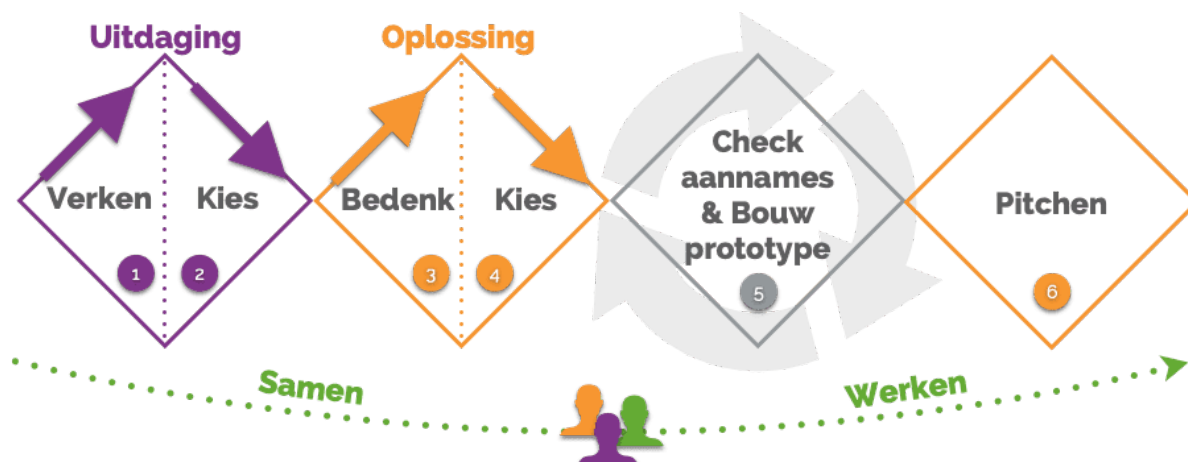 Uitdaging
Oplossing
Verken
Kies
Bedenk
Kies
Check
aannames
& Bouw
prototype
Pitchen
1
2
3
4
5
6
Samen
Werken